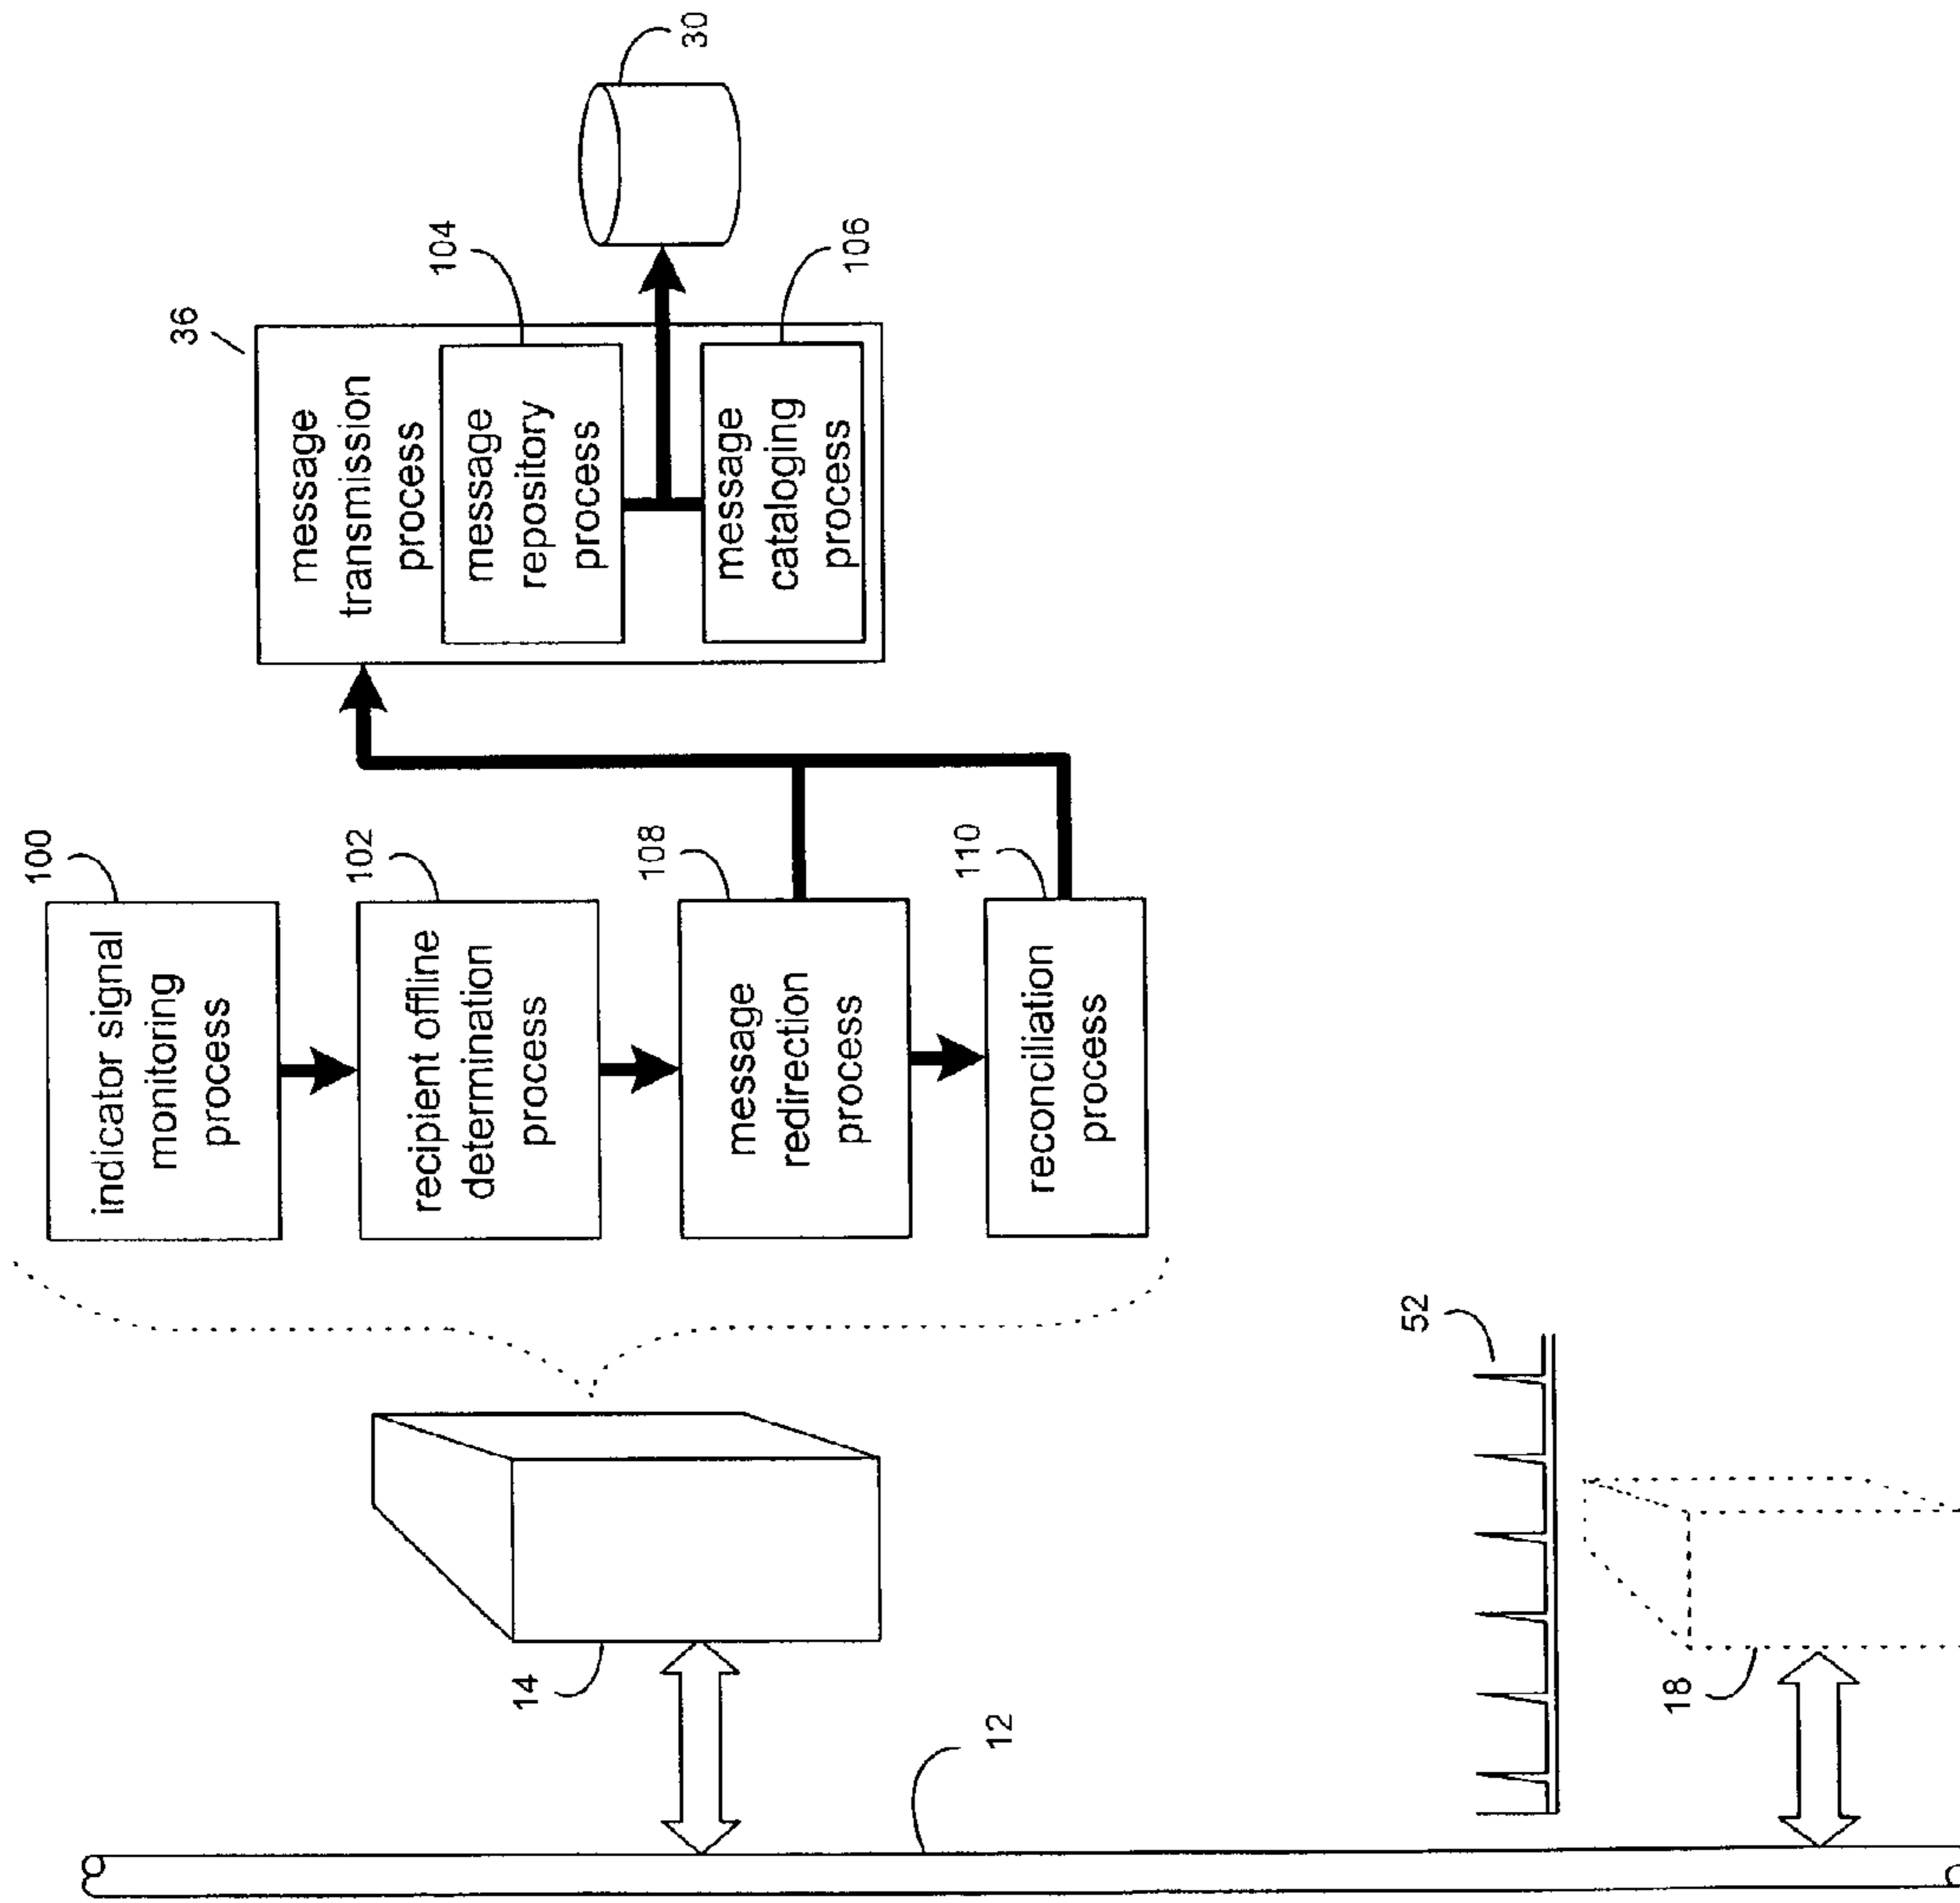 100
indicator signal
monitoring
process
102
recipient offline
determination
process
108
message
redirection
process
110
reconciliation
process
36
message
transmission
process
104
message
repository
process
106
message
cataloging
process
30
14
12
52
18